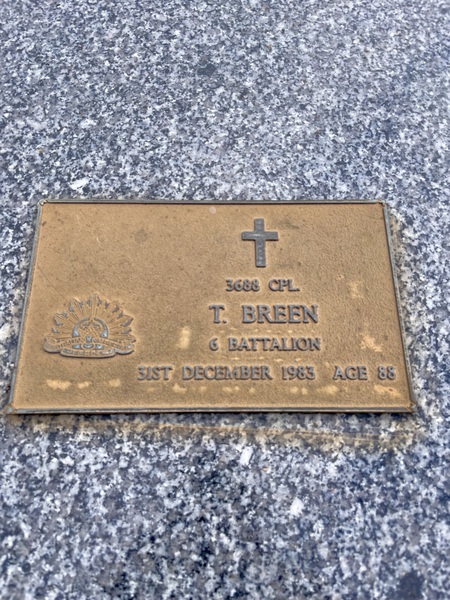 3688 CPL.
T. BREEN
6 BATTALION
31ST DECEMBER 1983 AGE 88